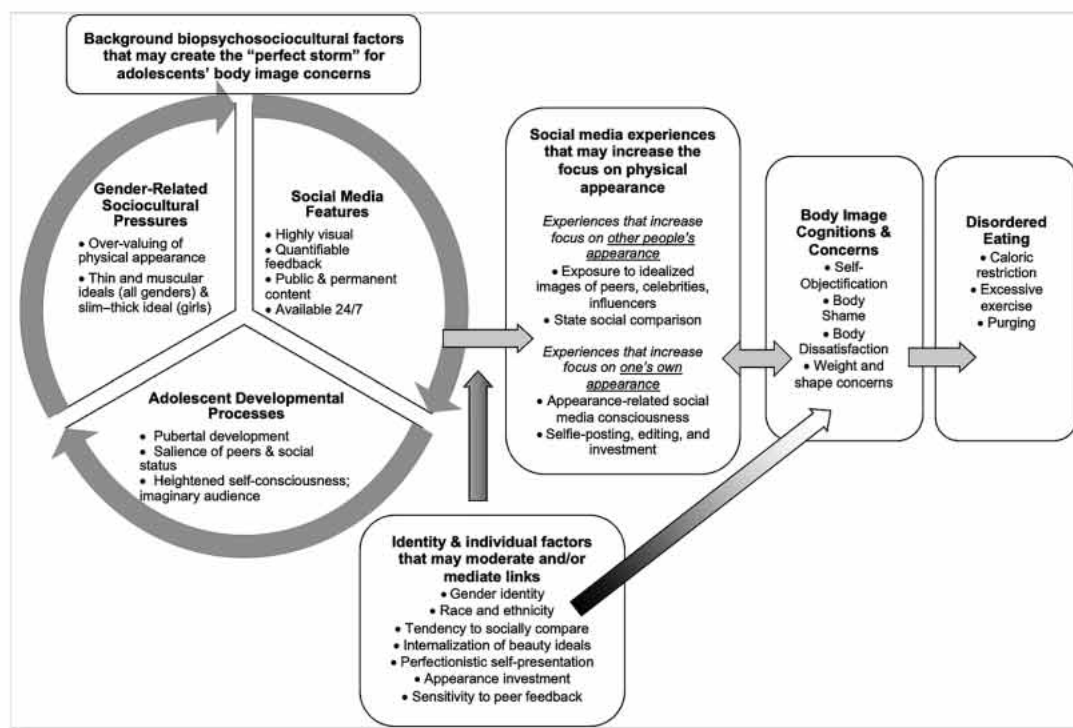 Background biopsychosociocultural factors
that may create the “perfect storm” for
adolescents’ body image concerns
Gender-Related
Sociocultural
Pressures
• Over-valuing of
physical appearance
• Thin and muscular
ideals (all genders) &
slim–thick ideal (girls)
Social Media
Features
• Highly visual
• Quantifiable
feedback
• Public & permanent
content
• Available 24/7
Adolescent Developmental
Processes
• Pubertal development
• Salience of peers & social
status
• Heightened self-consciousness;
imaginary audience
Social media experiences
that may increase the
focus on physical
appearance
Experiences that increase
focus on other people's
appearance
• Exposure to idealized
images of peers, celebrities,
influencers
• State social comparison
Experiences that increase
focus on one's own
appearance
• Appearance-related social
media consciousness
• Selfie-posting, editing, and
investment
Body Image
Cognitions &
Concerns
• Self-
Objectification
• Body
Shame
• Body
Dissatisfaction
• Weight and
shape concerns
Disordered
Eating
• Caloric
restriction
• Excessive
exercise
• Purging
Identity & individual factors
that may moderate and/or
mediate links
• Gender identity
• Race and ethnicity
• Tendency to socially compare
• Internalization of beauty ideals
• Perfectionistic self-presentation
• Appearance investment
• Sensitivity to peer feedback